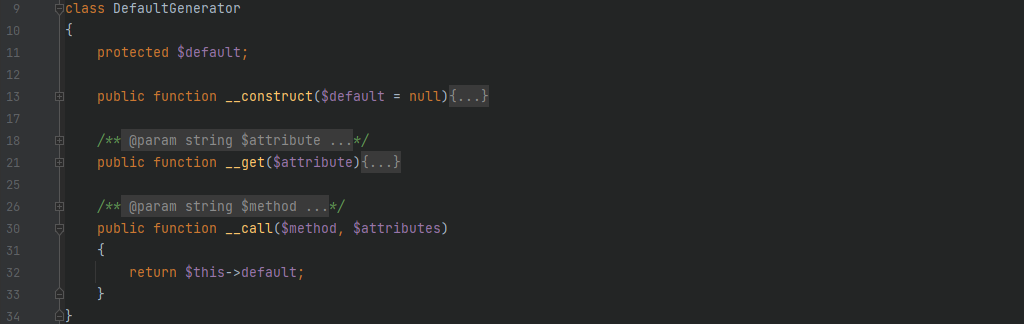 9 class DefaultGenerator
10 {
11 protected $default;
12
13 public function __construct($default = null){...}
17
18 /** @param string $attribute ...*/
21 public function __get($attribute){...}
25
26 /** @param string $method ...*/
30 public function __call($method, $attributes)
31 {
32 return $this->default;
33 }
34 }